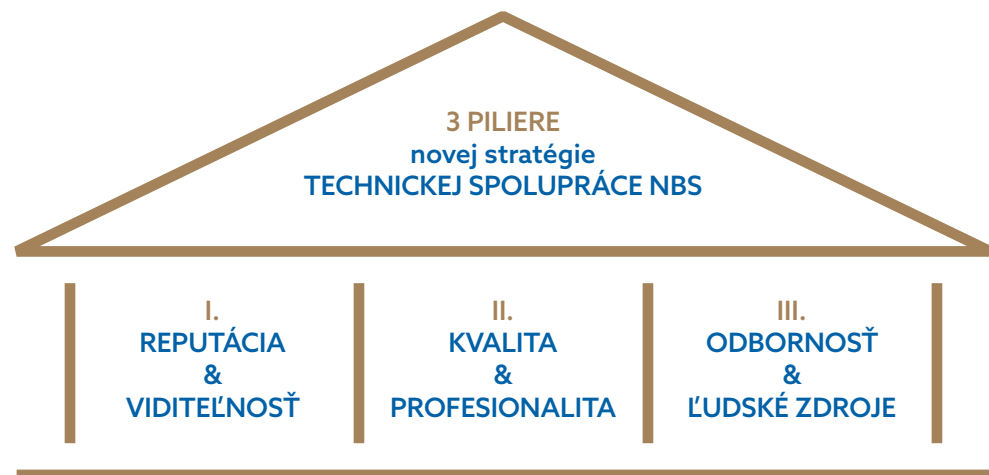 3 PILIERE
novej stratégie
TECHNICKEJ SPOLUPRÁCE NBS
I.
REPUTÁCIA
&
VIDITEĽNOSŤ
II.
KVALITA
&
PROFESIONALITA
III.
ODBORNOSŤ
&
ĽUDSKÉ ZDROJE